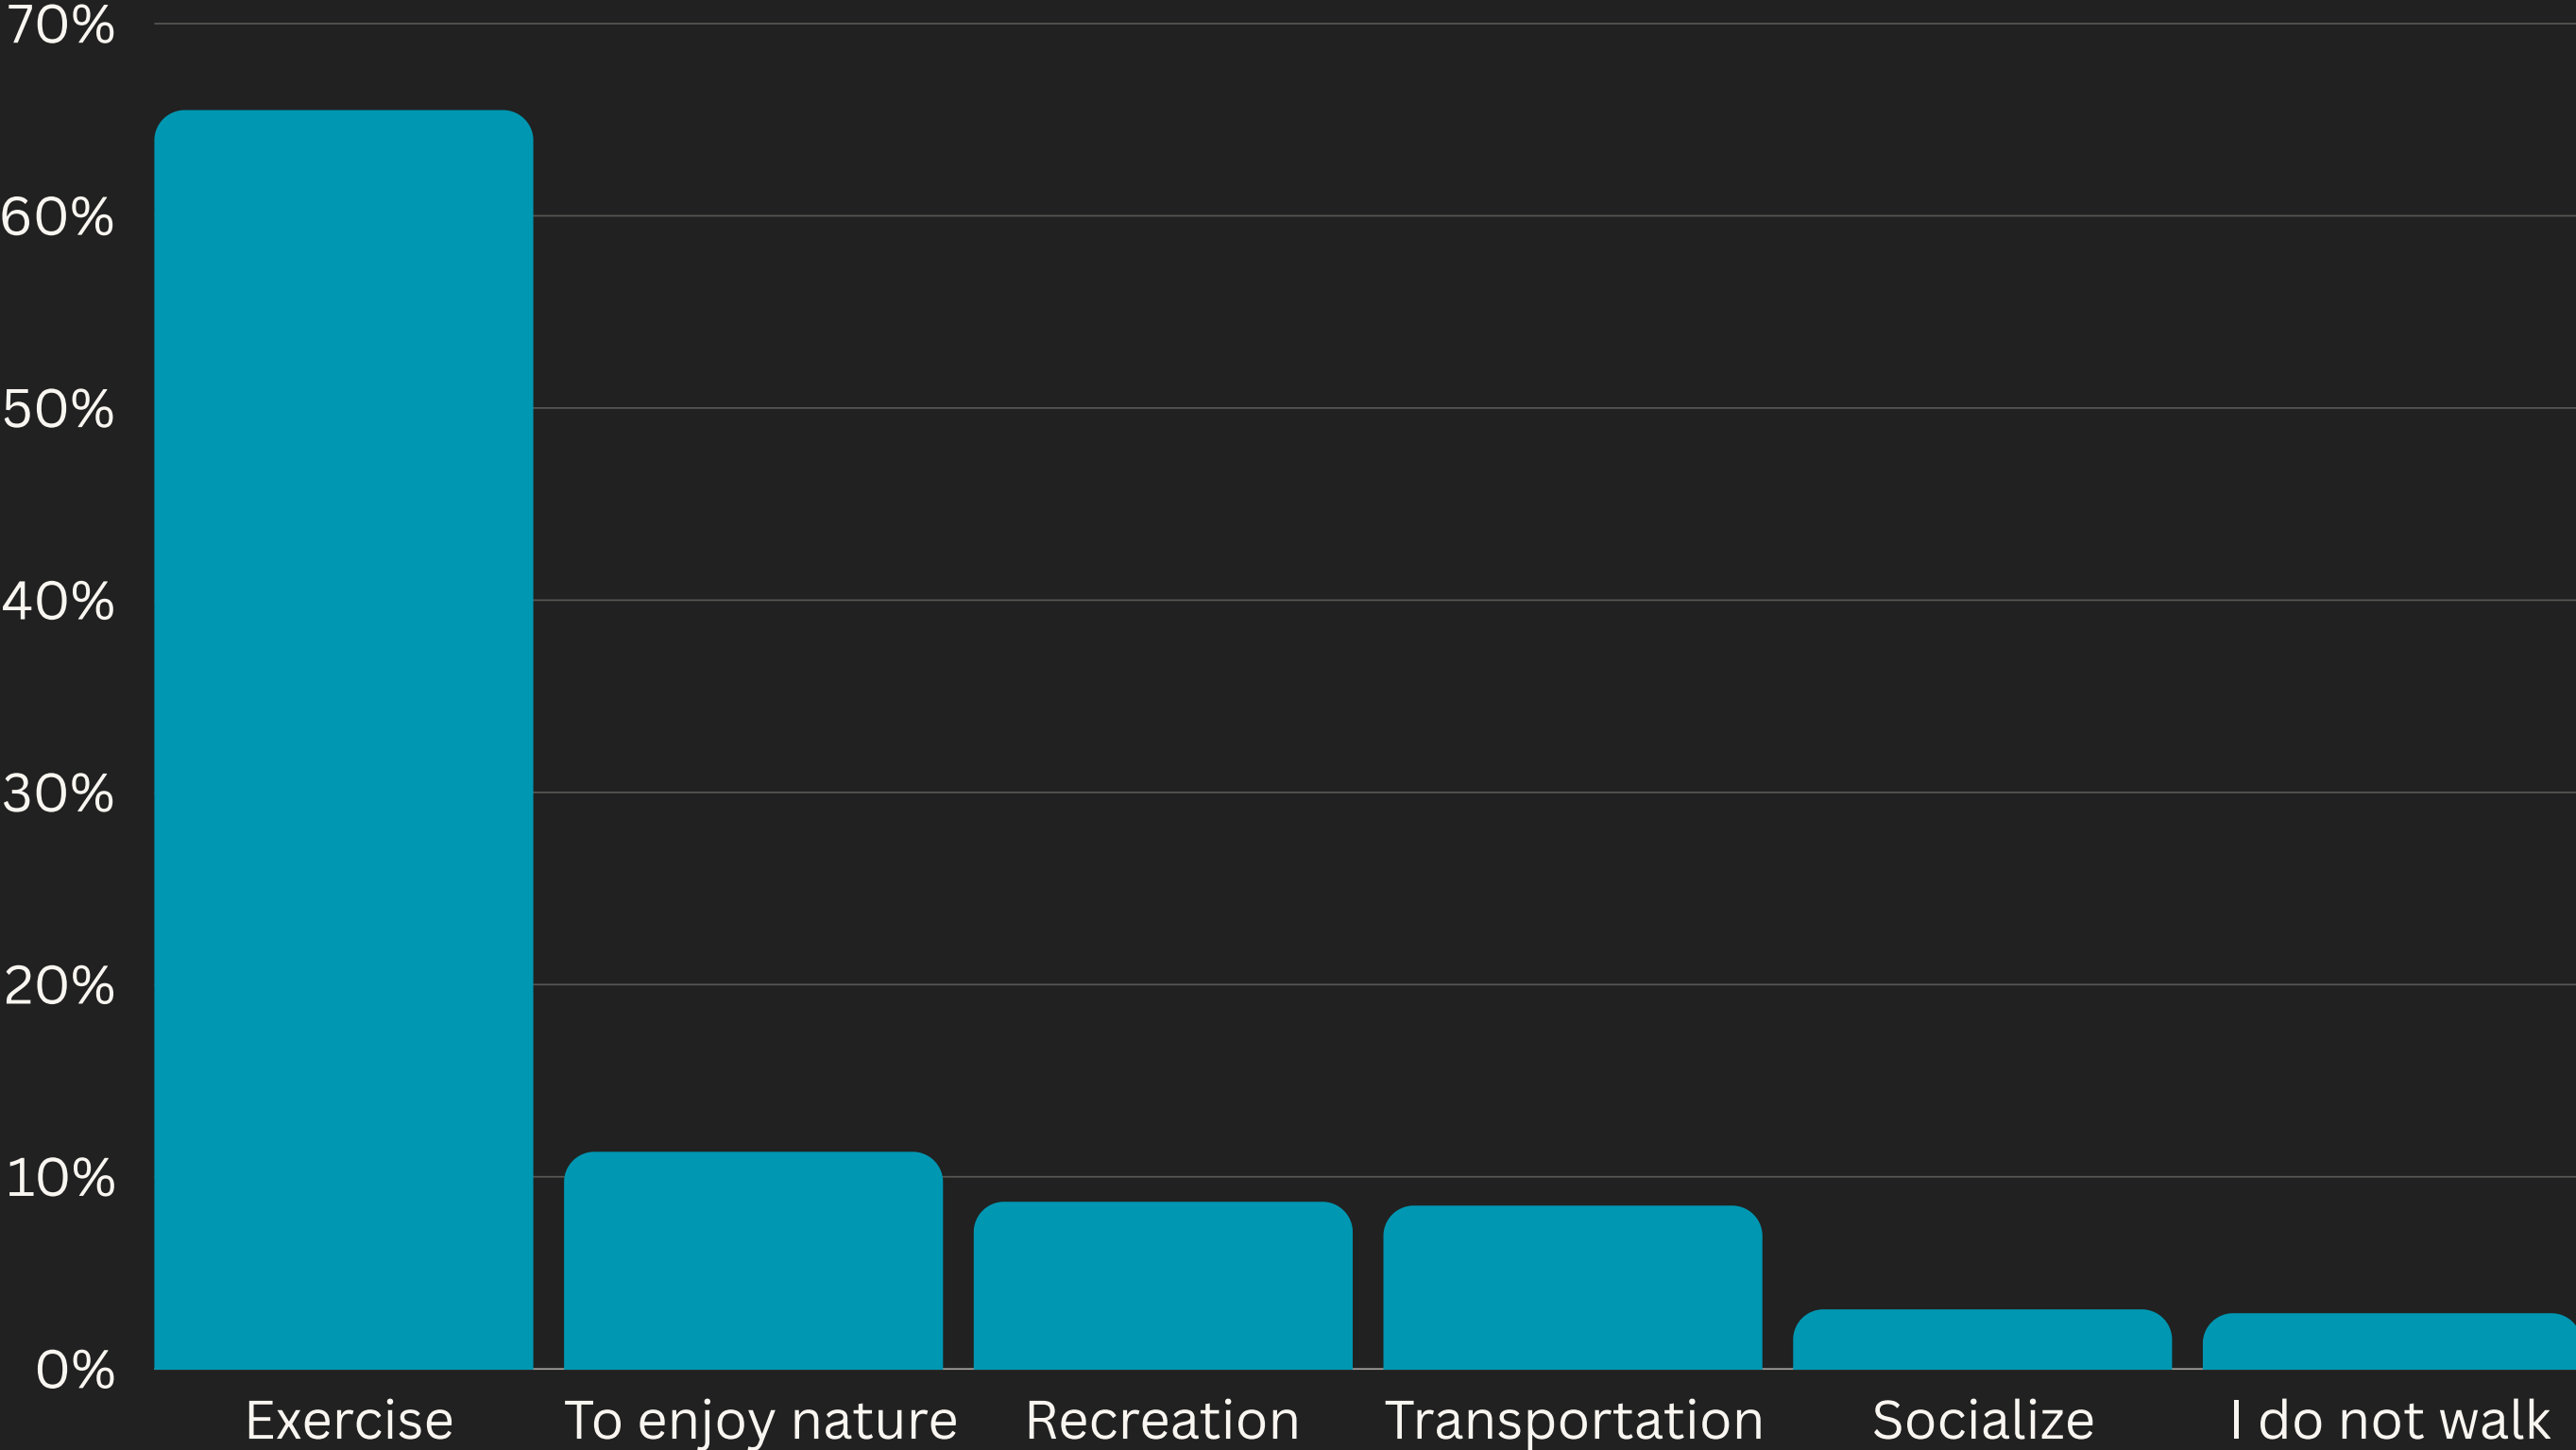 70%
60%
50%
40%
30%
20%
10%
0%
Exercise
To enjoy nature
Recreation
Transportation
Socialize
I do not walk